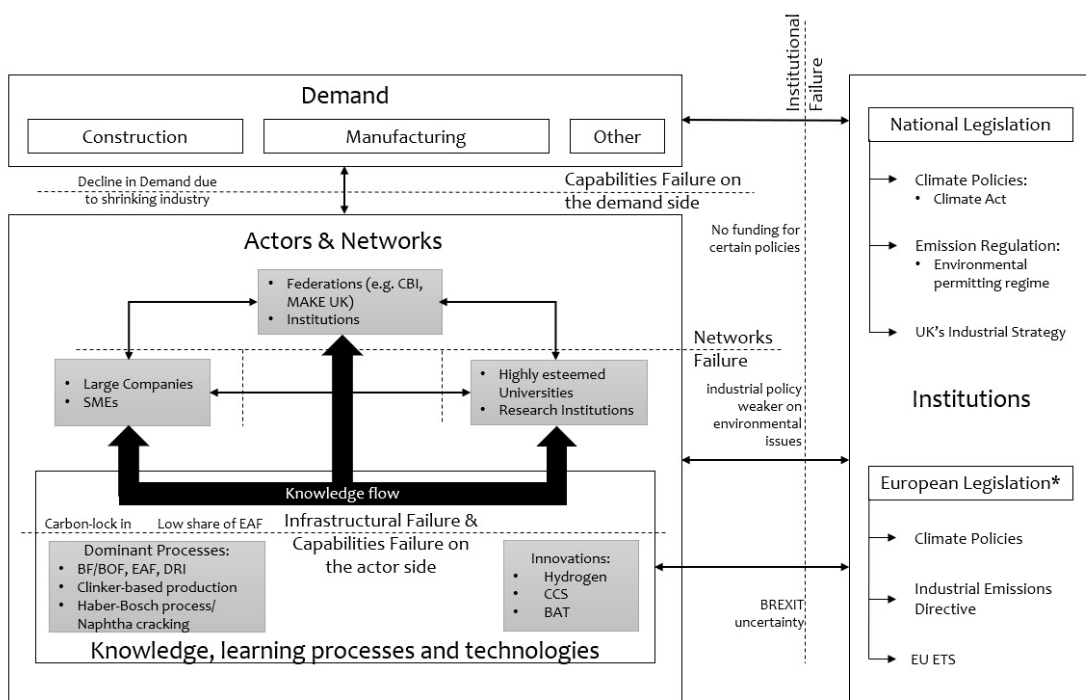 Demand
Construction
Manufacturing
Other
Decline in Demand due
to shrinking industry
Capabilities Failure on
the demand side
Actors & Networks
• Federations (e.g. CBI,
MAKE UK)
• Institutions
Networks
Failure
• Large Companies
• SMEs
• Highly esteemed
Universities
• Research Institutions
Knowledge flow
Carbon-lock in
Low share of EAF
Infrastructural Failure &
Capabilities Failure on
the actor side
Dominant Processes:
• BF/BOF, EAF, DRI
• Clinker-based production
• Haber-Bosch process/
Naphtha cracking
Innovations:
• Hydrogen
• CCS
• BAT
Knowledge, learning processes and technologies
Institutional
Failure
No funding for
certain policies
industrial policy
weaker on
environmental
issues
BREXIT
uncertainty
National Legislation
Climate Policies:
• Climate Act
Emission Regulation:
• Environmental
permitting regime
UK's Industrial Strategy
Institutions
European Legislation*
Climate Policies
Industrial Emissions
Directive
EU ETS